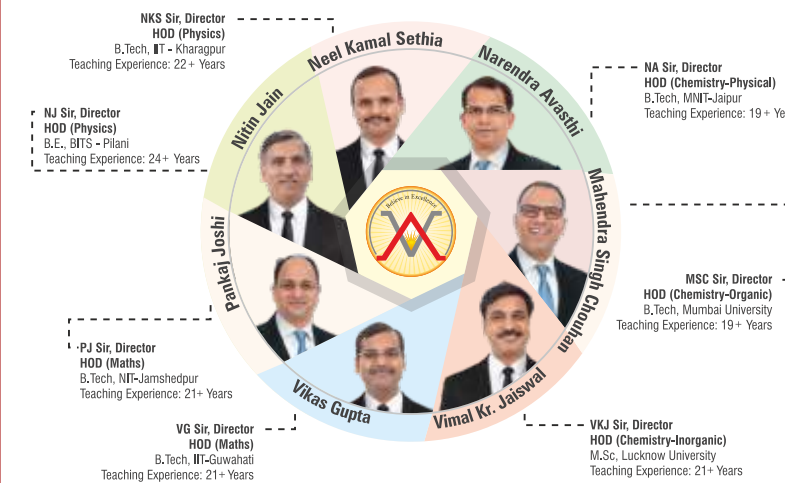 NKS Sir, Director
HOD (Physics)
B.Tech, IIT - Kharagpur
Teaching Experience: 22+ Years
Neel Kamal Sethia
Narendra Avasthi
NA Sir, Director
HOD (Chemistry-Physical)
B.Tech, MNIT-Jaipur
Teaching Experience: 19+ Ye
NJ Sir, Director
HOD (Physics)
B.E., BITS - Pilani
Teaching Experience: 24+ Years
Nitin Jain
Believe in Excellence
Mahendra Singh Chouhan
MSC Sir, Director
HOD (Chemistry-Organic)
B.Tech, Mumbai University
Teaching Experience: 19+ Years
Pankaj Joshi
PJ Sir, Director
HOD (Maths)
B.Tech, NIT-Jamshedpur
Teaching Experience: 21+ Years
Vikas Gupta
Vimal Kr. Jaiswal
VG Sir, Director
HOD (Maths)
B.Tech, IIT-Guwahati
Teaching Experience: 21+ Years
VKJ Sir, Director
HOD (Chemistry-Inorganic)
M.Sc, Lucknow University
Teaching Experience: 21+ Years